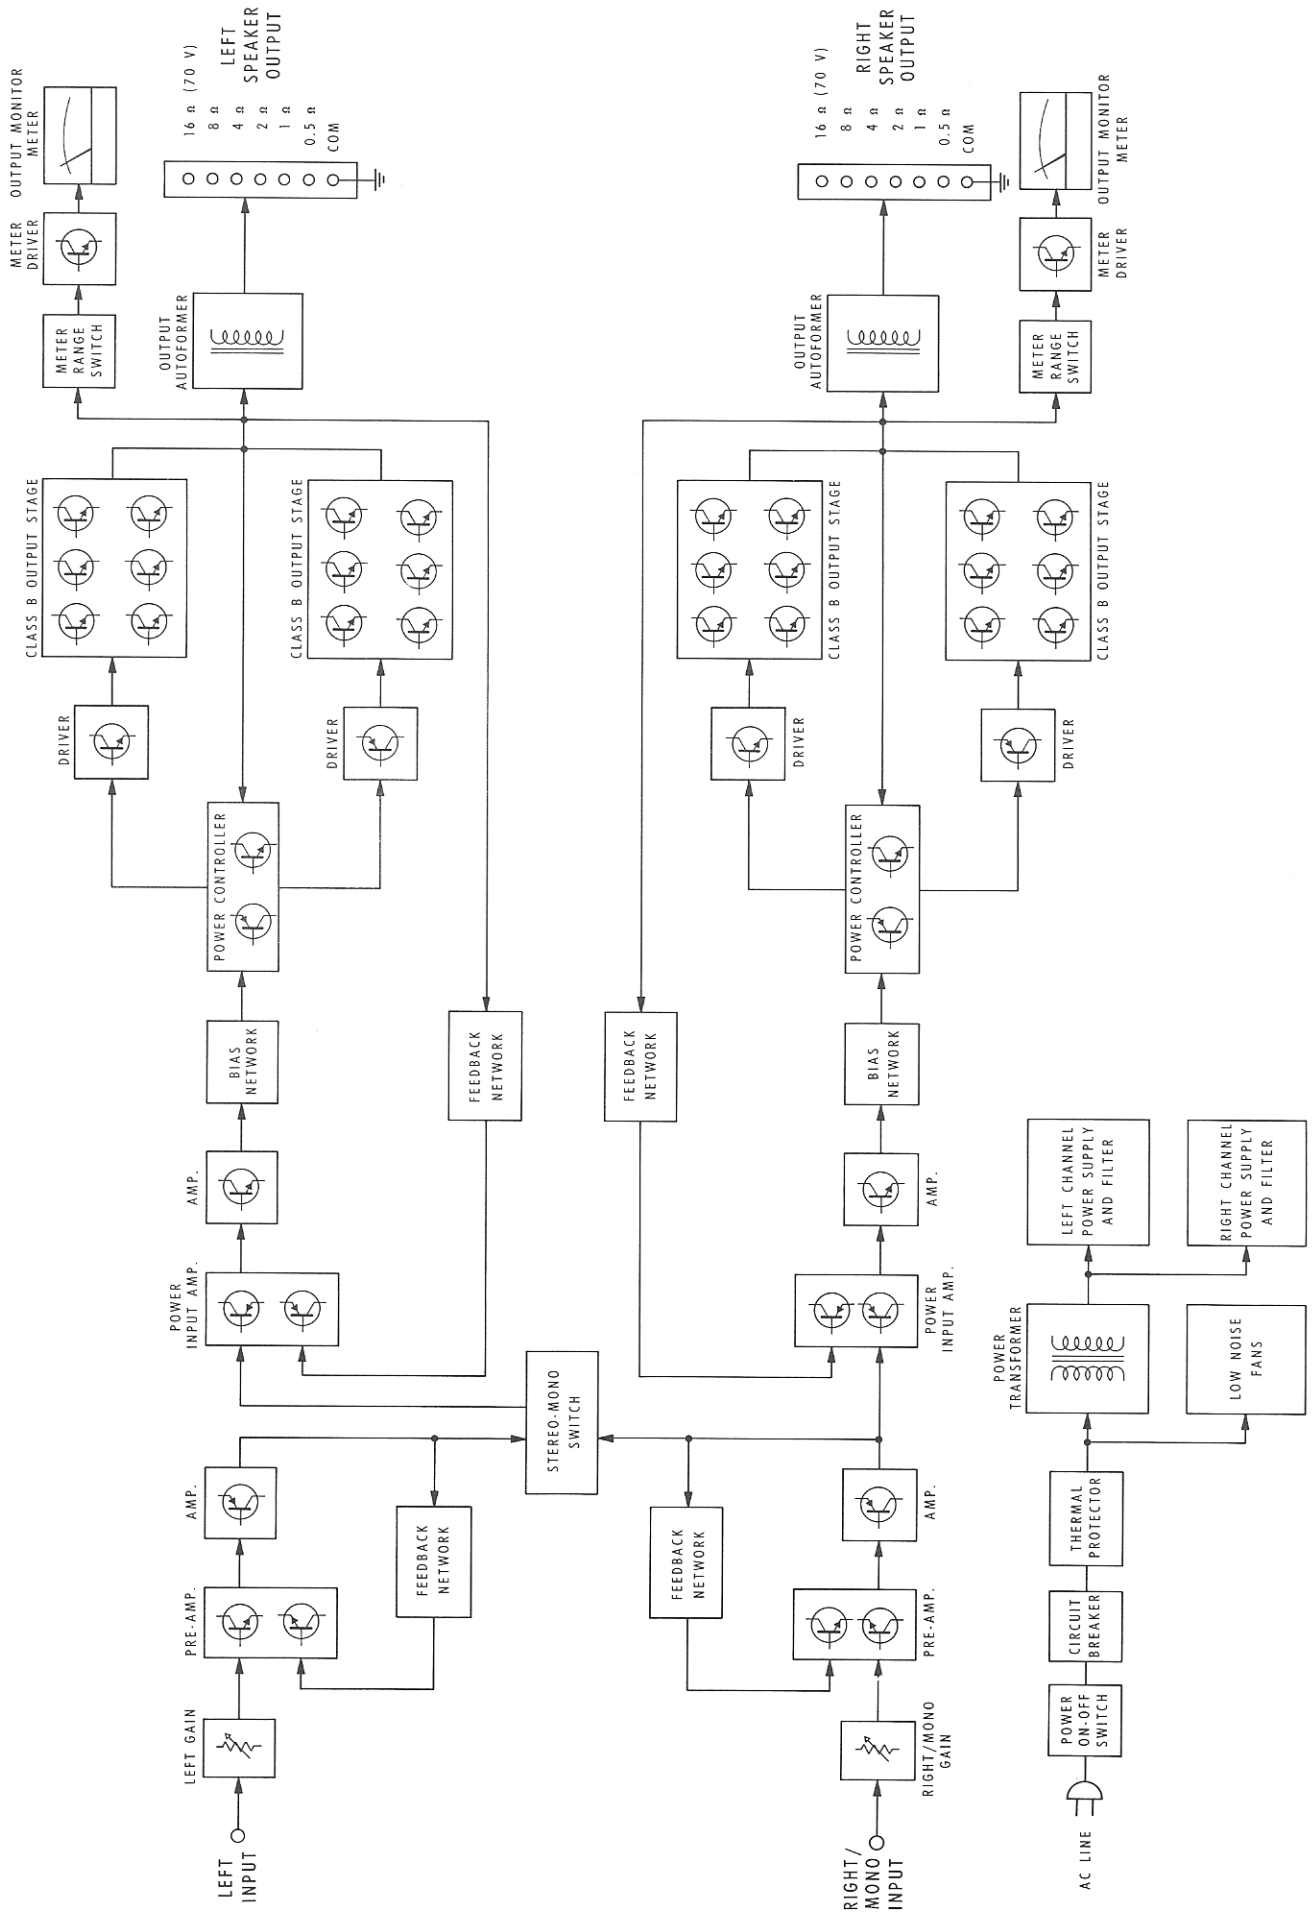 LEFT
INPUT
LEFT GAIN
PRE-AMP.
AMP.
FEEDBACK
NETWORK
STEREO-MONO
SWITCH
POWER
INPUT AMP.
AMP.
BIAS
NETWORK
FEEDBACK
NETWORK
POWER CONTROLLER
DRIVER
DRIVER
CLASS B OUTPUT STAGE
CLASS B OUTPUT STAGE
METER
RANGE
SWITCH
METER
DRIVER
OUTPUT MONITOR
METER
OUTPUT
AUTOFORMER
16 Ω (70 V)
8 Ω
4 Ω
2 Ω
1 Ω
0.5 Ω
COM
LEFT
SPEAKER
OUTPUT
RIGHT/
MONO
INPUT
RIGHT/MONO
GAIN
PRE-AMP.
AMP.
FEEDBACK
NETWORK
POWER
INPUT AMP.
AMP.
BIAS
NETWORK
FEEDBACK
NETWORK
POWER CONTROLLER
DRIVER
DRIVER
CLASS B OUTPUT STAGE
CLASS B OUTPUT STAGE
OUTPUT
AUTOFORMER
METER
RANGE
SWITCH
METER
DRIVER
OUTPUT MONITOR
METER
16 Ω (70 V)
8 Ω
4 Ω
2 Ω
1 Ω
0.5 Ω
COM
RIGHT
SPEAKER
OUTPUT
AC LINE
POWER
ON-OFF
SWITCH
CIRCUIT
BREAKER
THERMAL
PROTECTOR
POWER
TRANSFORMER
LOW NOISE
FANS
LEFT CHANNEL
POWER SUPPLY
AND FILTER
RIGHT CHANNEL
POWER SUPPLY
AND FILTER